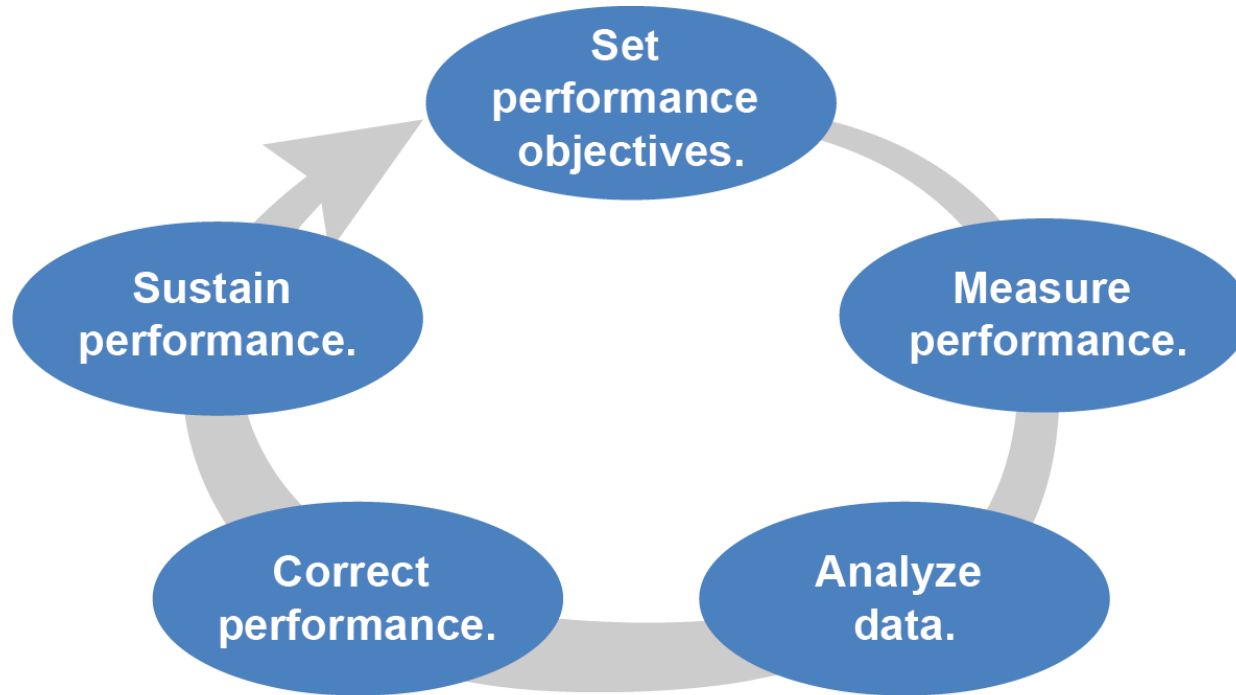 Set
performance
objectives.
Measure
performance.
Analyze
data.
Correct
performance.
Sustain
performance.